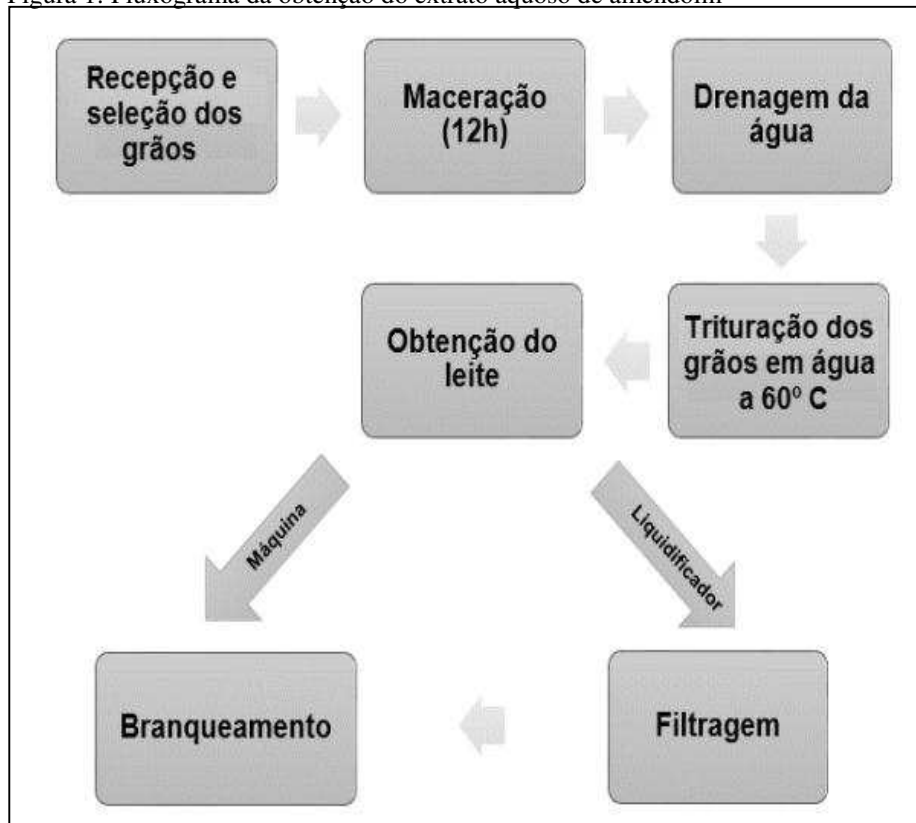 Figura 1: Fluxograma da obtenção do extrato aquoso de amendoim
Recepção e
seleção dos
grãos
Maceração
(12h)
Drenagem da
água
Trituração dos
grãos em água
a 60º C
Obtenção do
leite
Máquina
Liquidificador
Branqueamento
Filtragem